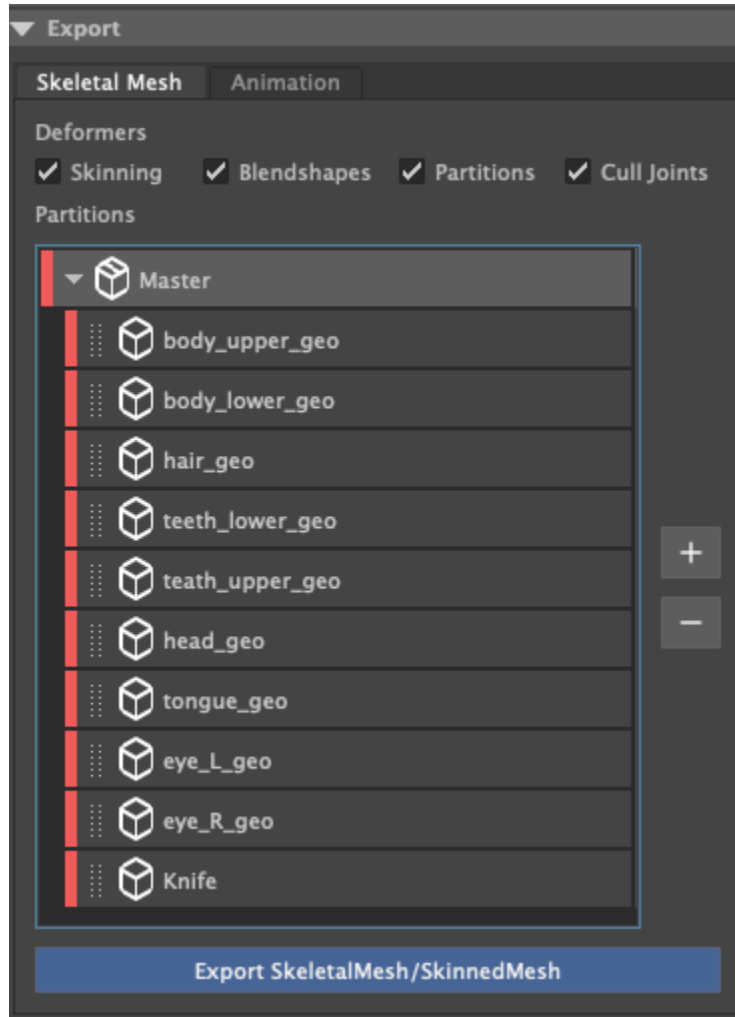 Export
Skeletal Mesh Animation
Deformers
Skinning Blendshapes Partitions Cull Joints
Partitions
Master
body_upper_geo
body_lower_geo
hair_geo
teeth_lower_geo
teath_upper_geo
head_geo
tongue_geo
eye_L_geo
eye_R_geo
Knife
+
−
Export SkeletalMesh/SkinnedMesh